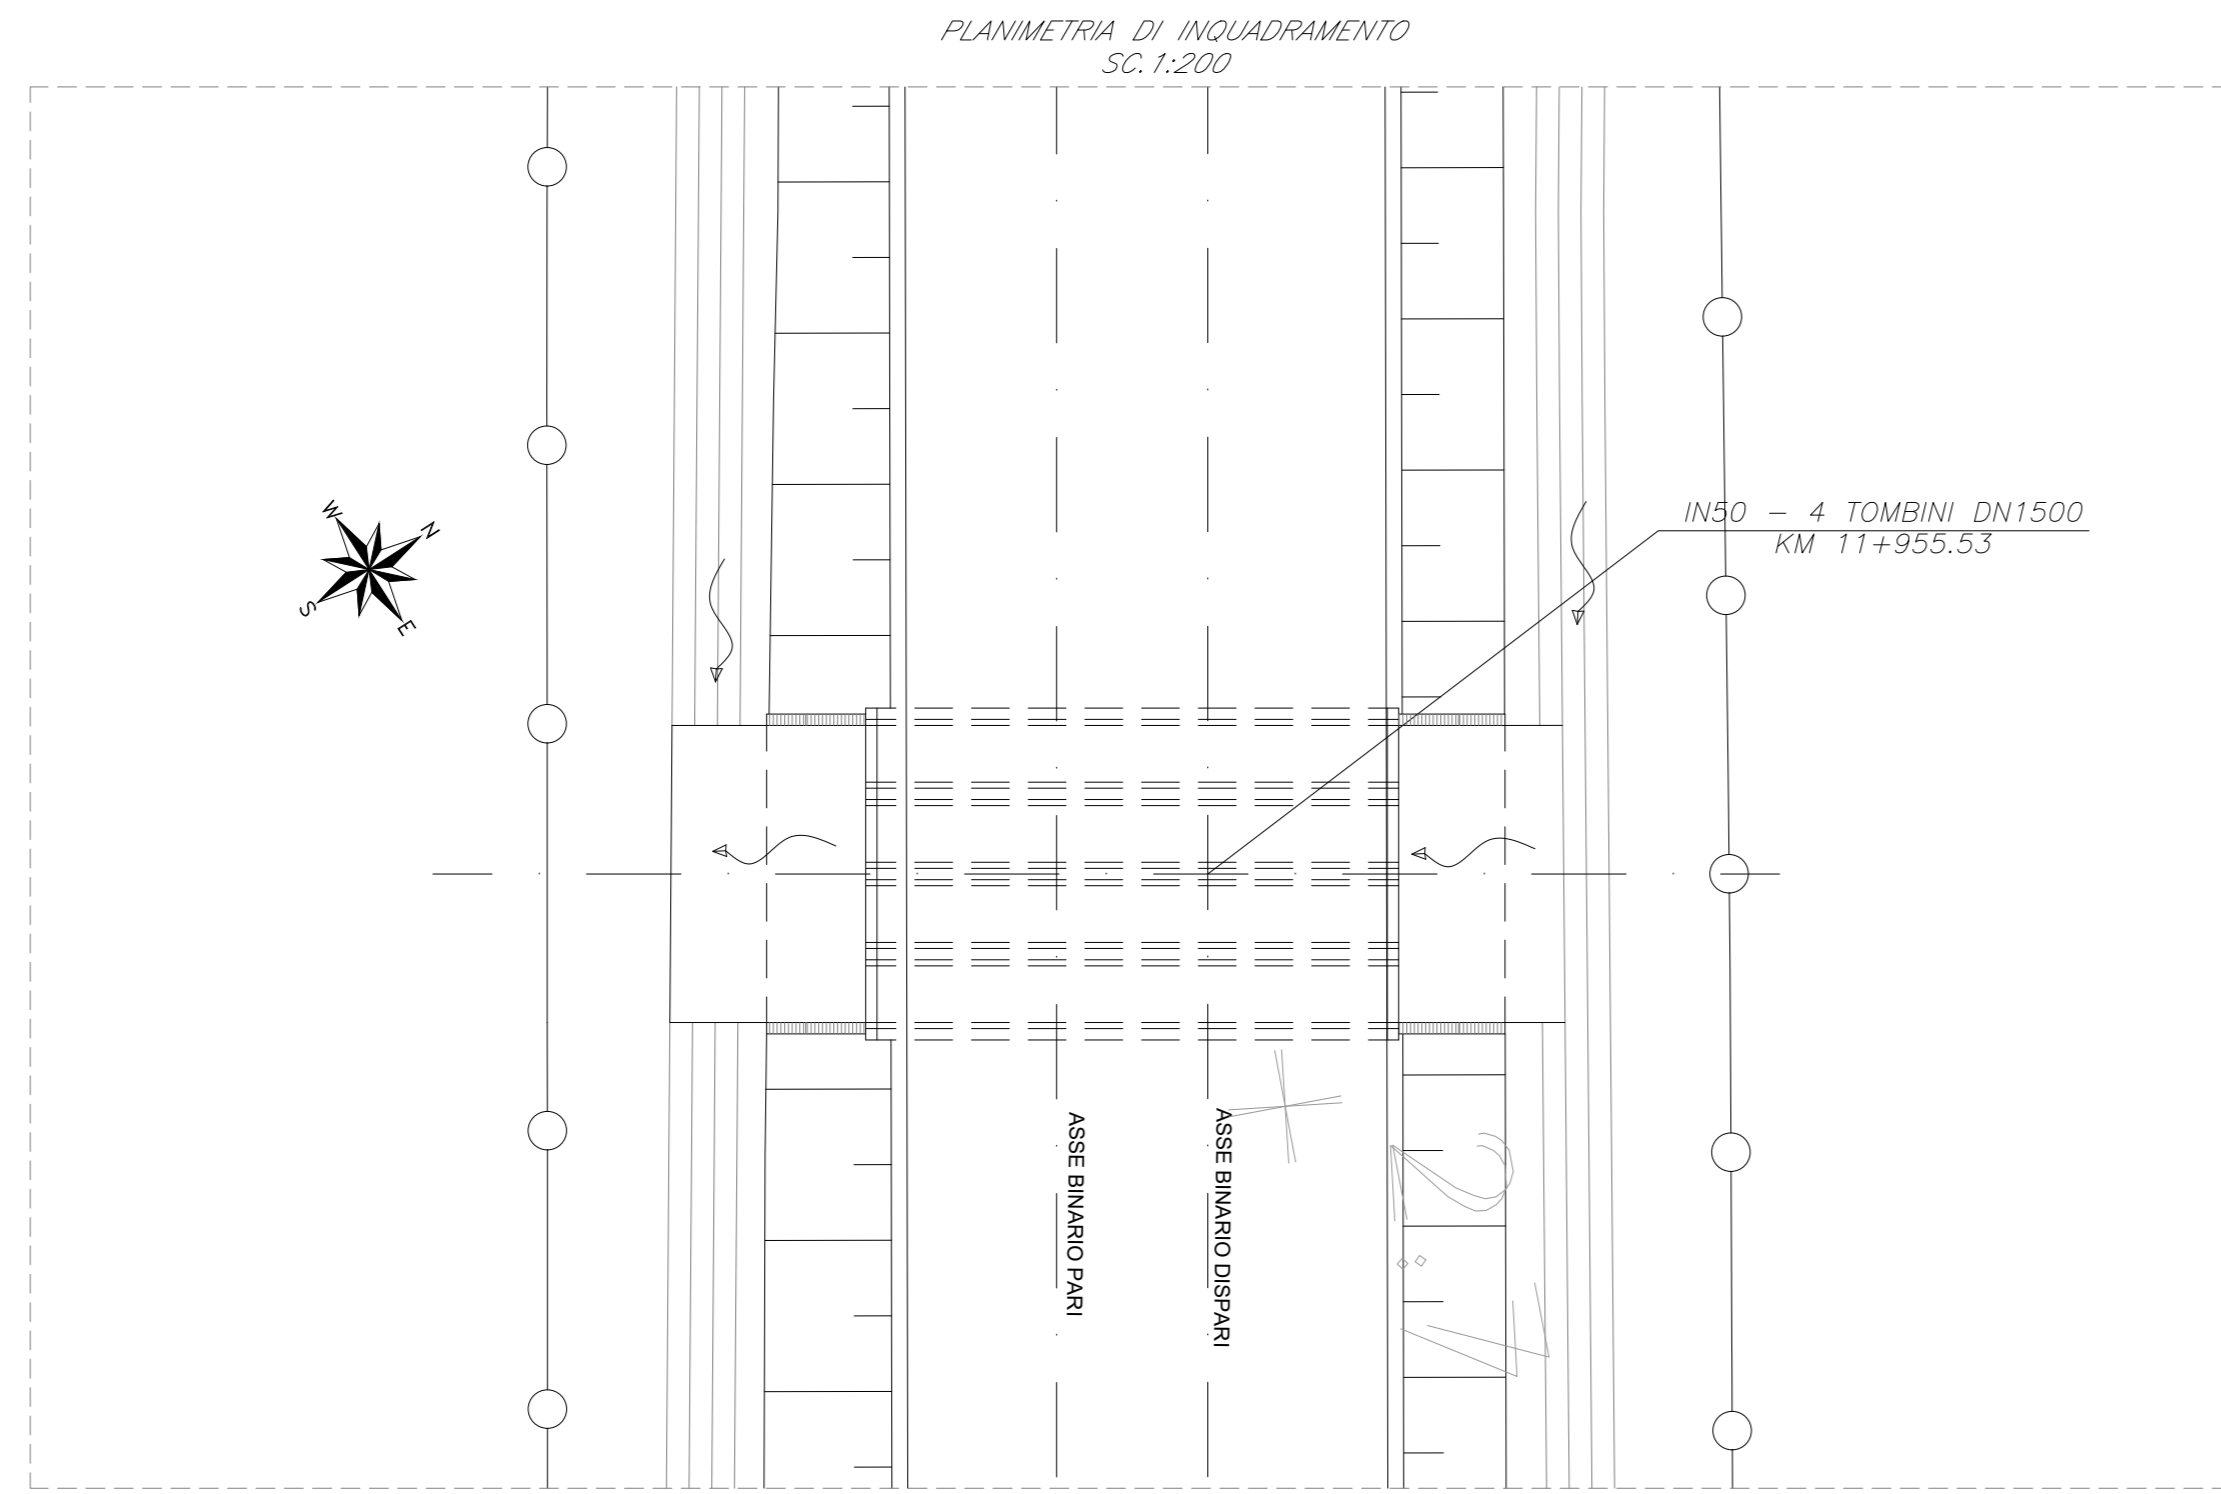 PLANIMETRIA DI INQUADRAMENTO
SC.1:200
W
N
S
E
IN50 - 4 TOMBINI DN1500
KM 11+955.53
ASSE BINARIO PARI
ASSE BINARIO DISPARI